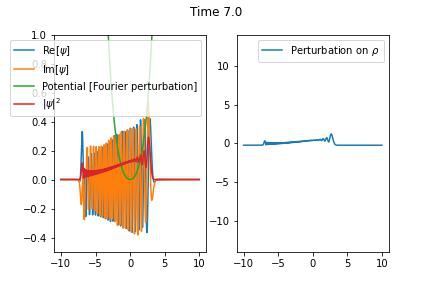 Time 7.0
1.0
0.8
0.6
0.4
0.2
0.0
−0.2
−0.4
Re[ψ]
Im[ψ]
Potential [Fourier perturbation]
|ψ|²
−10 −5 0 5 10
10
5
0
−5
−10
Perturbation on ρ
−10 −5 0 5 10